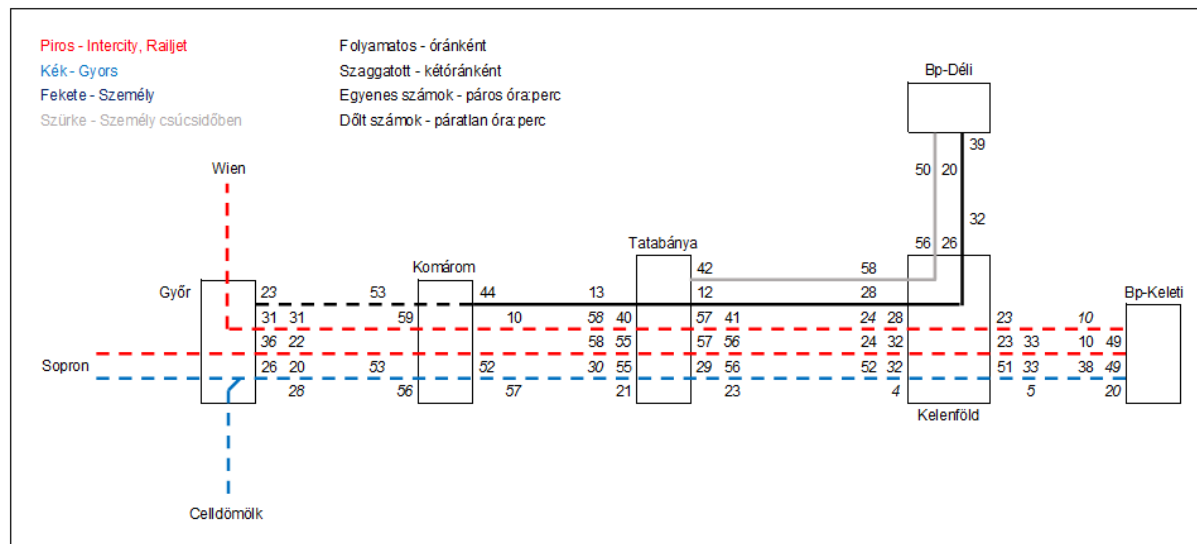 Piros - Intercity, Railjet
Folyamatos - óránként
Kék - Gyors
Szaggatott - kétóránként
Fekete - Személy
Egyenes számok - páros óra:perc
Szürke - Személy csúcsidőben
Dőlt számok - páratlan óra:perc
Bp-Déli
39
50 20
Wien
32
Tatabánya
56 26
Komárom
42 58
Győr
23 53 44 13 12 28
Bp-Keleti
31 31 59 10 58 40 57 41 24 28 23 10
36 22 58 55 57 56 24 32 23 33 10 49
Sopron
26 20 53 52 30 55 29 56 52 32 51 33 38 49
28 56 57 21 23 4 5 20
Kelenföld
Celldömölk